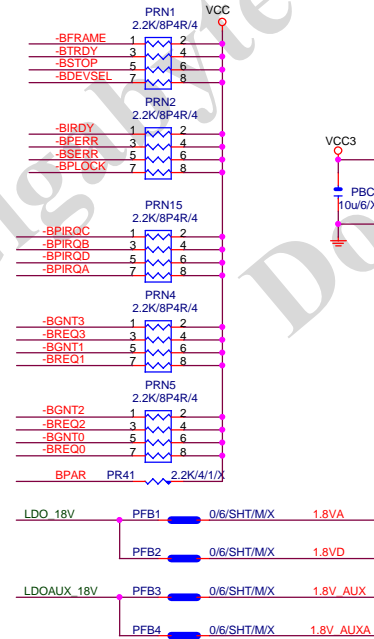 PRN1 VCC
2.2K/8P4R/4
-BFRAME 1 2
-BTRDY 3 4
-BSTOP 5 6
-BDEVSEL 7 8
PRN2
2.2K/8P4R/4
-BIRDY 1 2
-BPERR 3 4
-BSERR 5 6
-BPLOCK 7 8
VCC3
PBC
10u/6/X
PRN15
2.2K/8P4R/4
-BPIRQC 1 2
-BPIRQB 3 4
-BPIRQD 5 6
-BPIRQA 7 8
PRN4
2.2K/8P4R/4
-BGNT3 1 2
-BREQ3 3 4
-BGNT1 5 6
-BREQ1 7 8
PRN5
2.2K/8P4R/4
-BGNT2 1 2
-BREQ2 3 4
-BGNT0 5 6
-BREQ0 7 8
BPAR PR41 2.2K/4/1/X
LDO_18V PFB1 0/6/SHT/M/X 1.8VA
PFB2 0/6/SHT/M/X 1.8VD
LDOAUX_18V PFB3 0/6/SHT/M/X 1.8V_AUX
PFB4 0/6/SHT/M/X 1.8V_AUXA